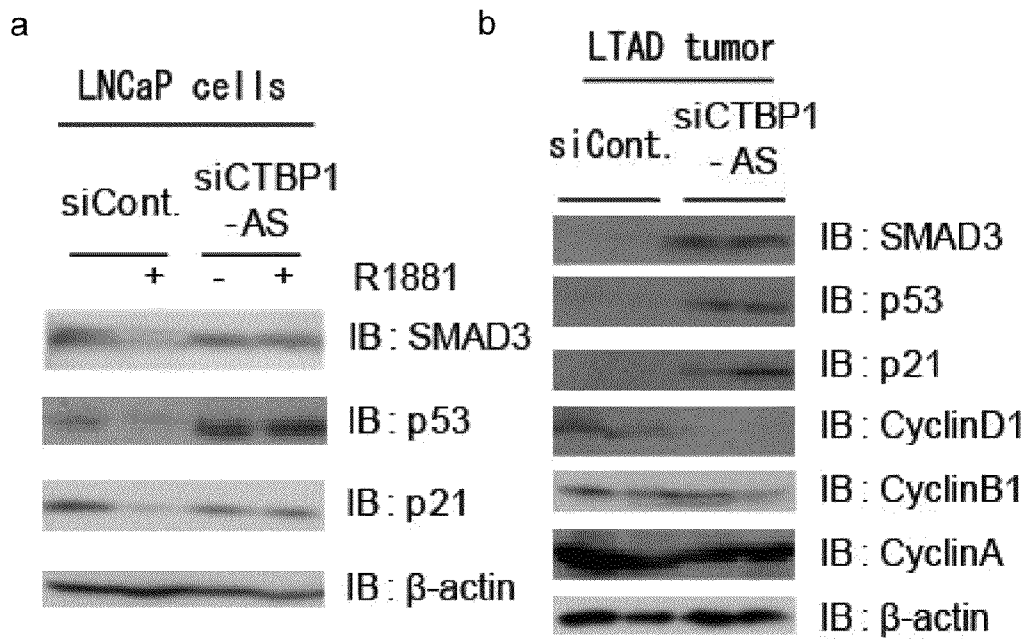 a
LNCaP cells
siCont.
siCTBP1
-AS
+ - + R1881
IB : SMAD3
IB : p53
IB : p21
IB : β-actin
b
LTAD tumor
siCont.
siCTBP1
-AS
IB : SMAD3
IB : p53
IB : p21
IB : CyclinD1
IB : CyclinB1
IB : CyclinA
IB : β-actin